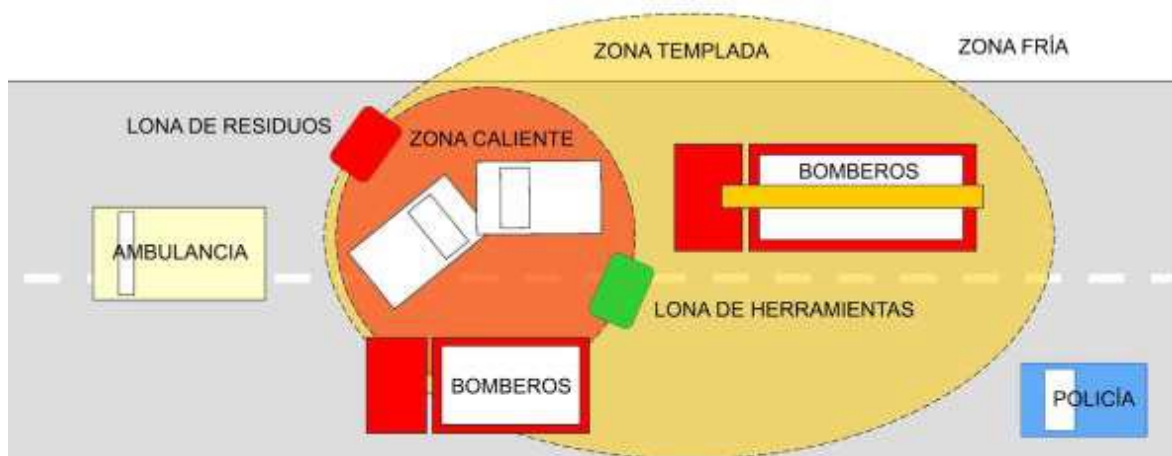 ZONA TEMPLADA
ZONA FRÍA
LONA DE RESIDUOS
ZONA CALIENTE
BOMBEROS
AMBULANCIA
LONA DE HERRAMIENTAS
BOMBEROS
POLICÍA